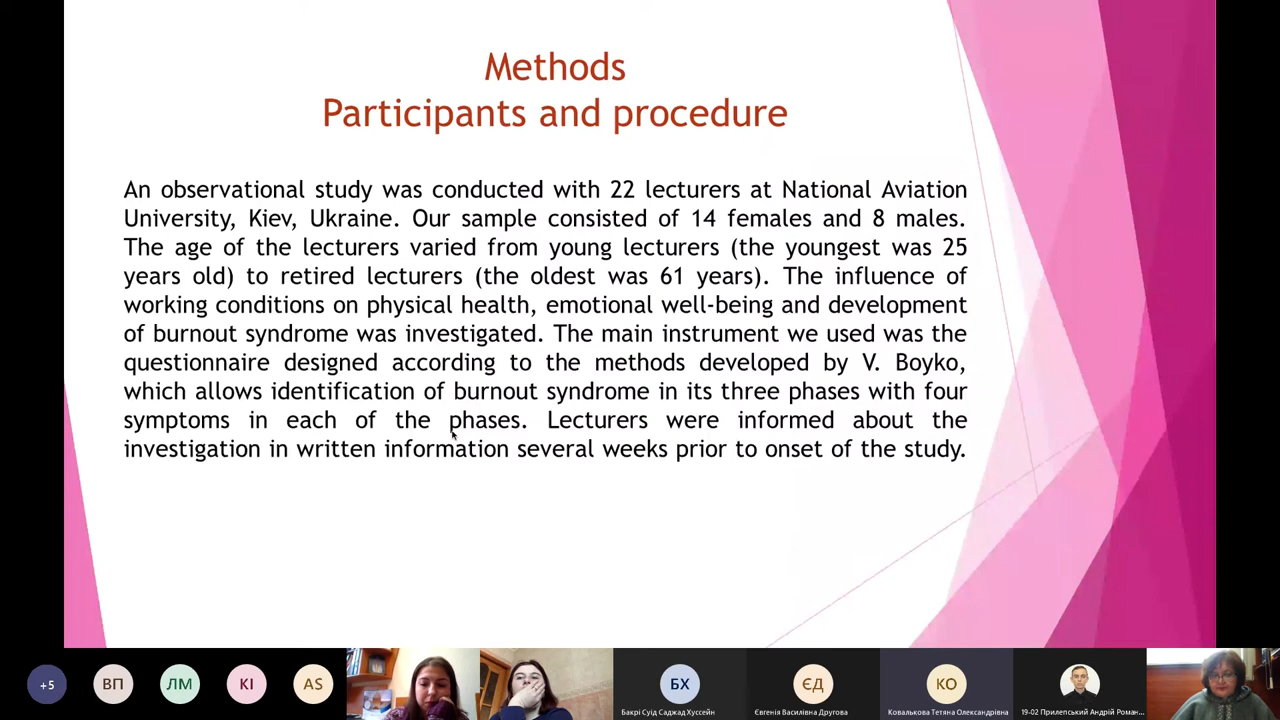 Methods
Participants and procedure
An observational study was conducted with 22 lecturers at National Aviation
University, Kiev, Ukraine. Our sample consisted of 14 females and 8 males.
The age of the lecturers varied from young lecturers (the youngest was 25
years old) to retired lecturers (the oldest was 61 years). The influence of
working conditions on physical health, emotional well-being and development
of burnout syndrome was investigated. The main instrument we used was the
questionnaire designed according to the methods developed by V. Boyko,
which allows identification of burnout syndrome in its three phases with four
symptoms in each of the phases. Lecturers were informed about the
investigation in written information several weeks prior to onset of the study.
+5
ВП
ЛМ
КІ
AS
БХ
ЄД
КО
Бакрі Суід Саджад Хуссейн
Євгенія Василівна Другова
Ковалькова Тетяна Олександрівна
19-02 Прилепський Андрій Роман...